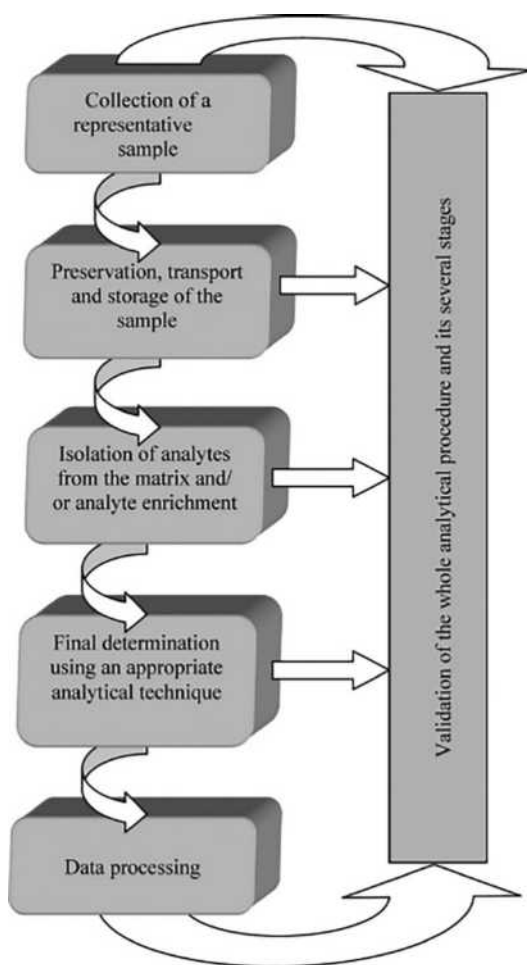 Collection of a
representative
sample
Preservation, transport
and storage of the
sample
Isolation of analytes
from the matrix and/
or analyte enrichment
Final determination
using an appropriate
analytical technique
Data processing
Validation of the whole analytical procedure and its several stages